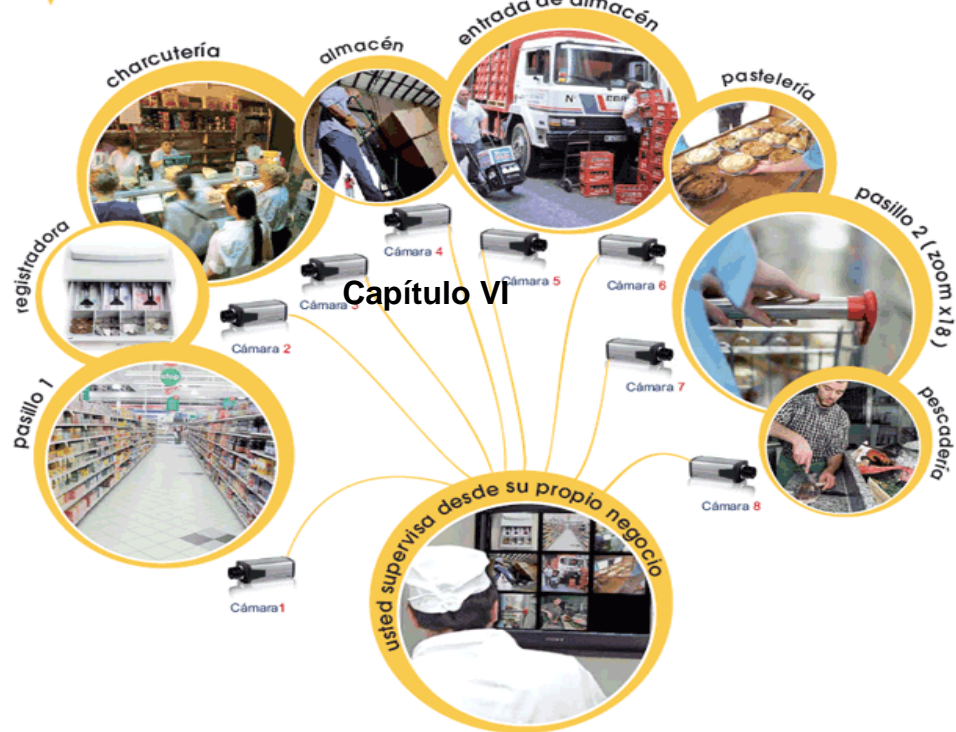 entrada de almacén
almacén
charcutería
pastelería
registradora
pasillo 2 ( zoom x18 )
pasillo 1
pescadería
Cámara 4
Cámara 5
Cámara 6
Cámara 3
Capítulo VI
Cámara 2
Cámara 7
Cámara 8
Cámara1
usted supervisa desde su propio negocio